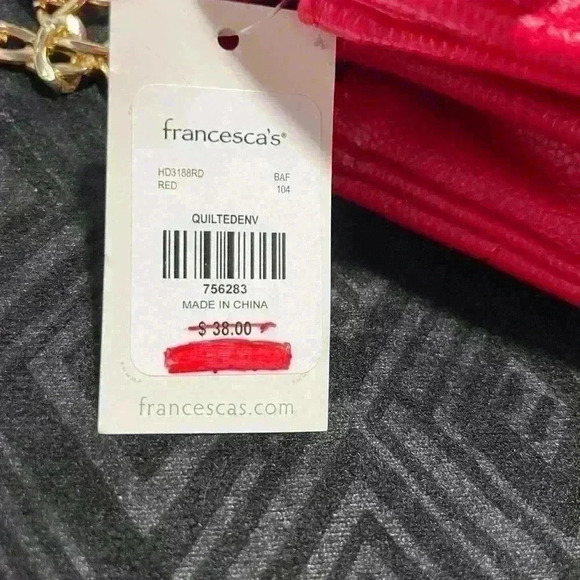 francesca's®
HD3188RD BAF
RED 104
QUILTEDENV
756283
MADE IN CHINA
$ 38.00
francescas.com